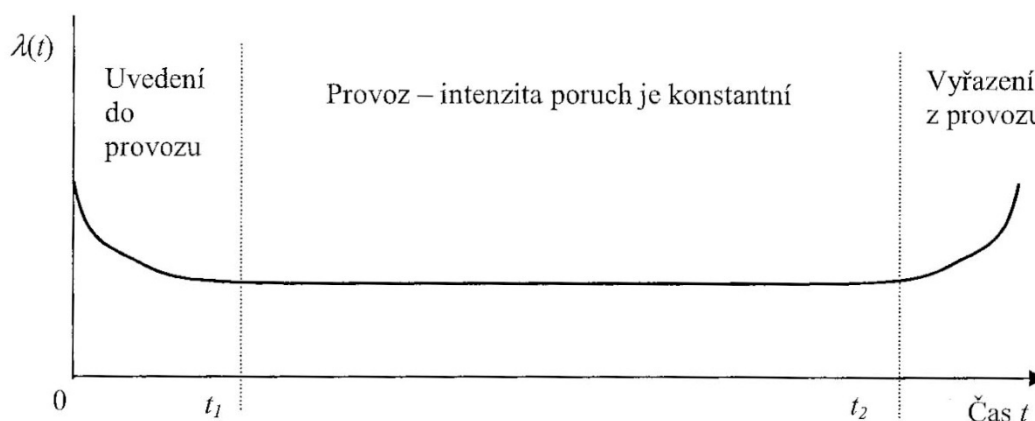 λ(t)
Uvedení
do
provozu
Provoz – intenzita poruch je konstantní
Vyřazení
z provozu
0
t₁
t₂
Čas t